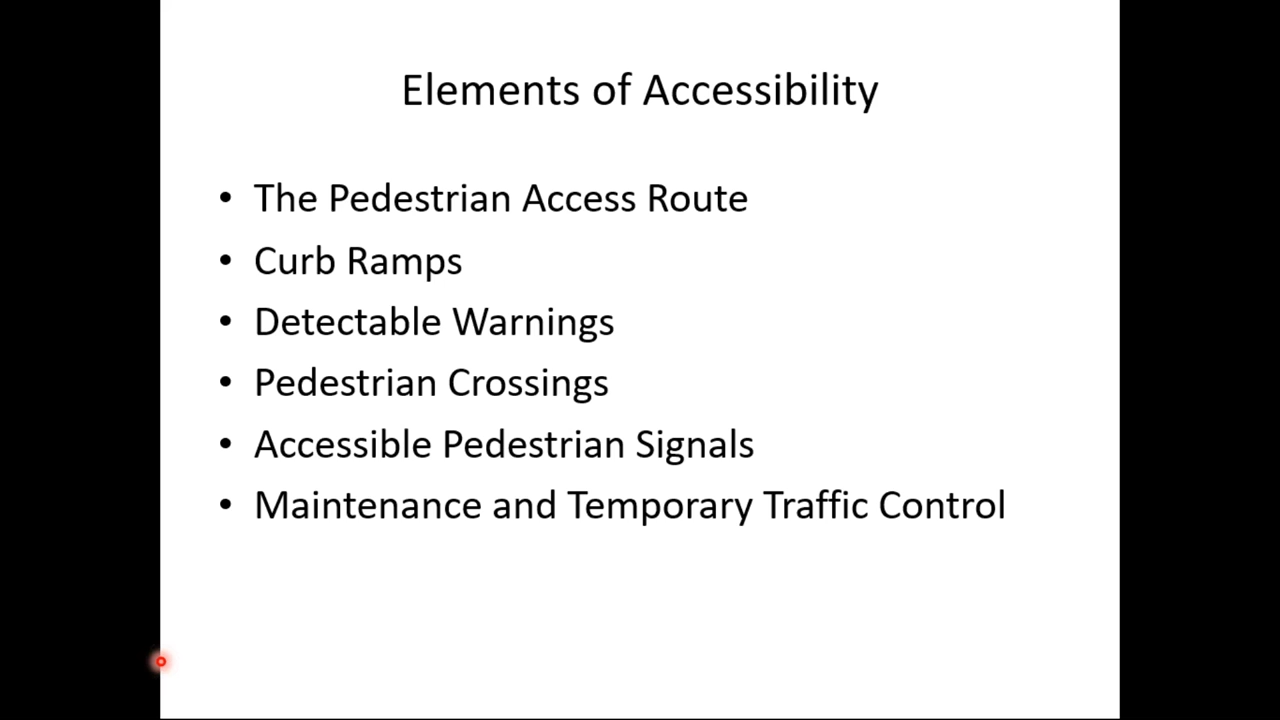 Elements of Accessibility
• The Pedestrian Access Route
• Curb Ramps
• Detectable Warnings
• Pedestrian Crossings
• Accessible Pedestrian Signals
• Maintenance and Temporary Traffic Control